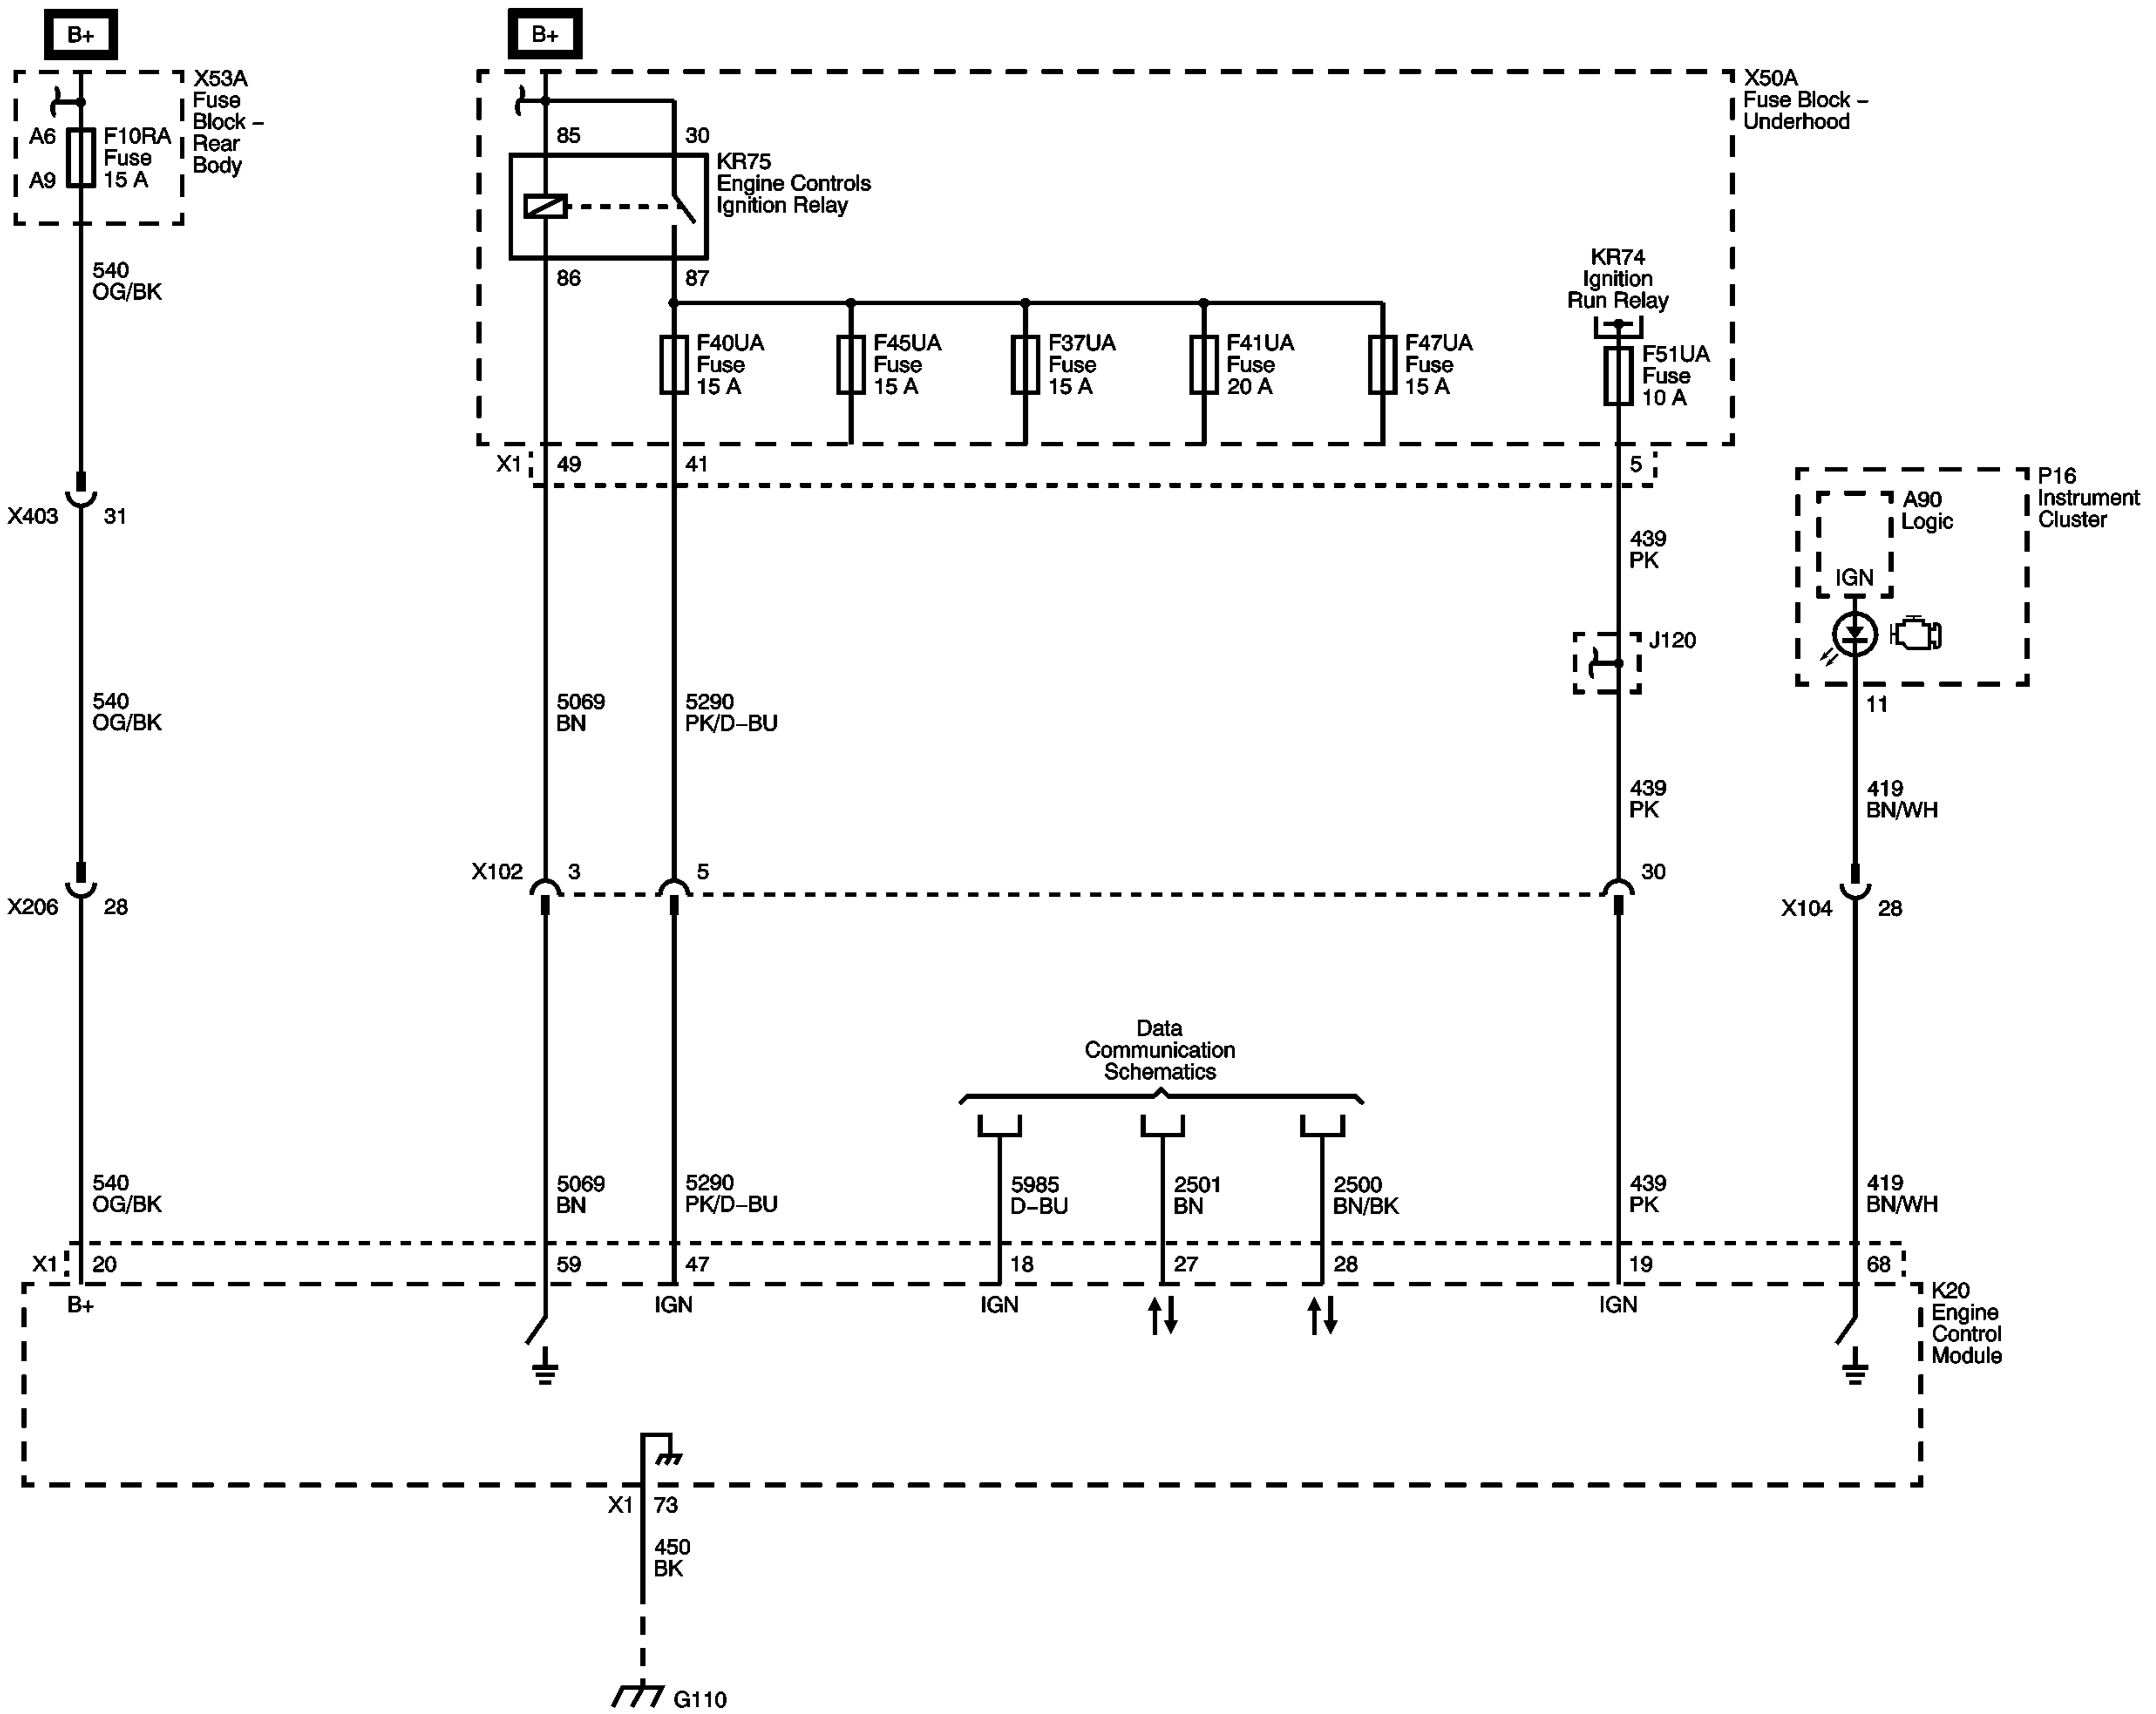 B+
B+
X53A
Fuse
Block –
Rear
Body
A6
A9
F10RA
Fuse
15 A
X50A
Fuse Block –
Underhood
85
30
KR75
Engine Controls
Ignition Relay
86
87
KR74
Ignition
Run Relay
F40UA
Fuse
15 A
F45UA
Fuse
15 A
F37UA
Fuse
15 A
F41UA
Fuse
20 A
F47UA
Fuse
15 A
F51UA
Fuse
10 A
540
OG/BK
X1
49
41
5
P16
Instrument
Cluster
A90
Logic
IGN
X403
31
439
PK
J120
540
OG/BK
5069
BN
5290
PK/D–BU
11
439
PK
419
BN/WH
X102
3
5
30
X206
28
X104
28
Data
Communication
Schematics
540
OG/BK
5069
BN
5290
PK/D–BU
5985
D–BU
2501
BN
2500
BN/BK
439
PK
419
BN/WH
X1
20
59
47
18
27
28
19
68
B+
IGN
IGN
IGN
K20
Engine
Control
Module
X1
73
450
BK
G110